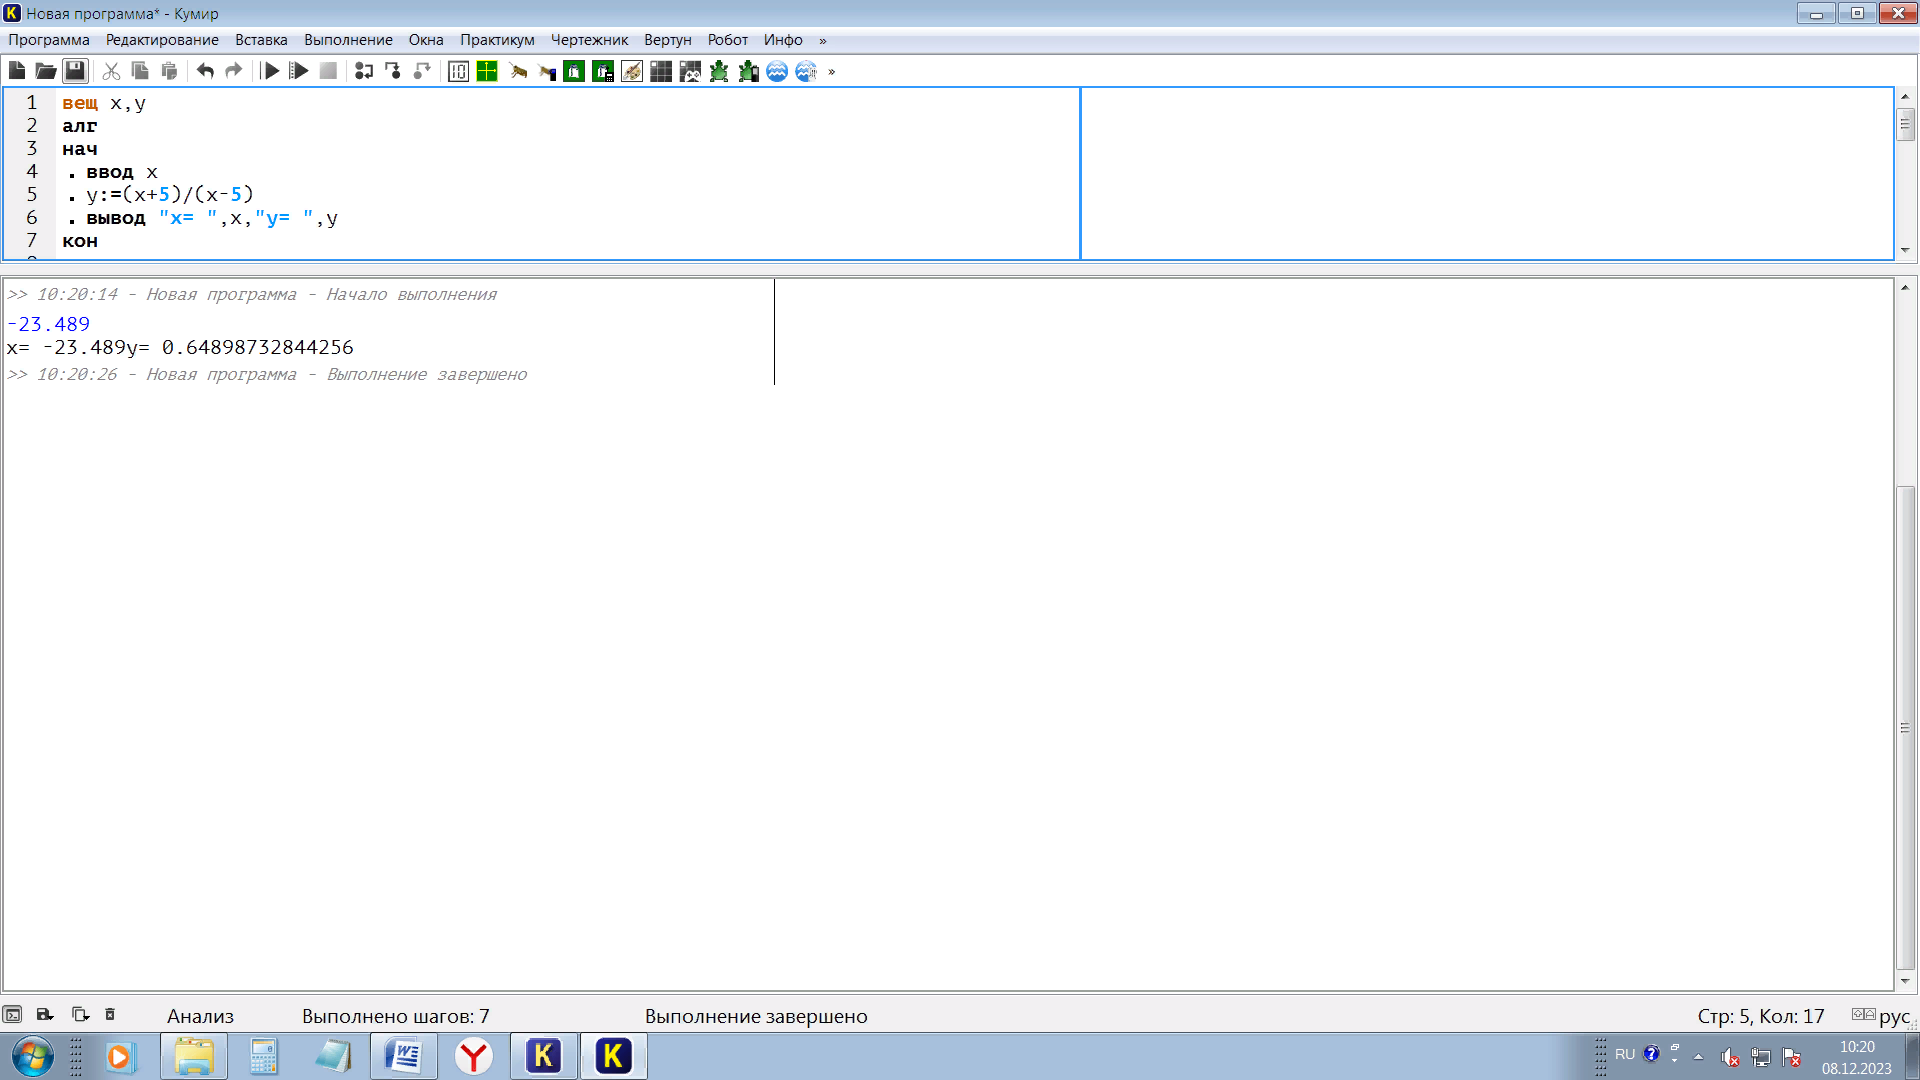 Новая программа* - Кумир
Программа Редактирование Вставка Выполнение Окна Практикум Чертежник Вертун Робот Инфо »
»
1 вещ x,y
2 алг
3 нач
4 . ввод x
5 . y:=(x+5)/(x-5)
6 . вывод "x= ",x,"y= ",y
7 кон
>> 10:20:14 - Новая программа - Начало выполнения
-23.489
x= -23.489y= 0.64898732844256
>> 10:20:26 - Новая программа - Выполнение завершено
Анализ Выполнено шагов: 7 Выполнение завершено Стр: 5, Кол: 17 рус
RU 10:20
08.12.2023